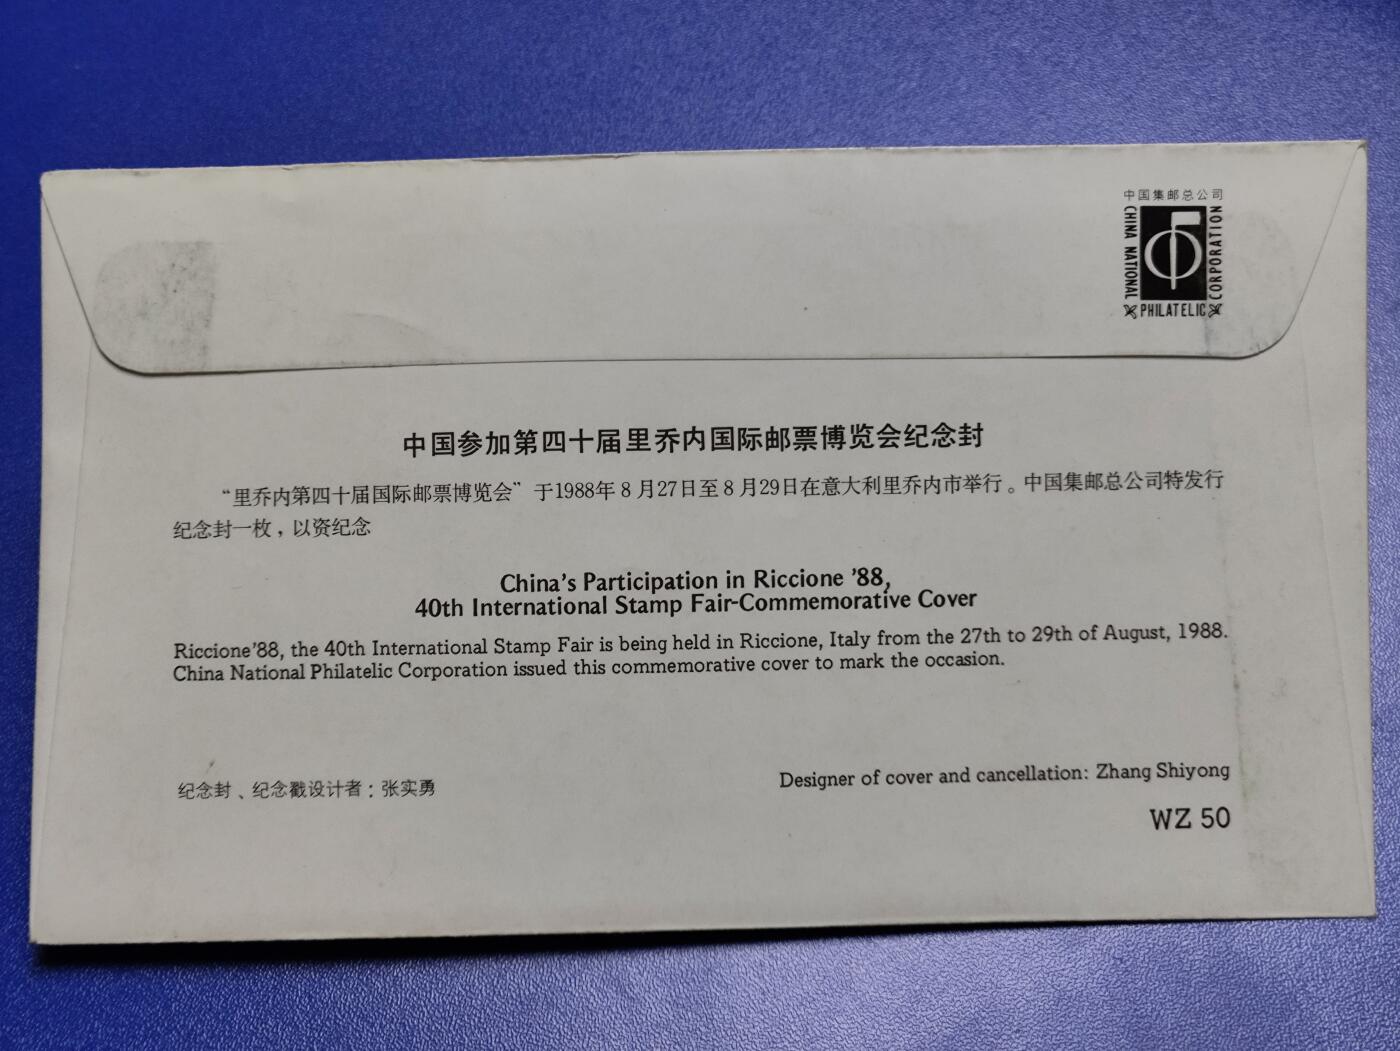 中国集邮总公司
CHINA NATIONAL
PHILATELIC
CORPORATION
中国参加第四十届里乔内国际邮票博览会纪念封
“里乔内第四十届国际邮票博览会”于1988年8月27日至8月29日在意大利里乔内市举行。中国集邮总公司特发行
纪念封一枚，以资纪念
China's Participation in Riccione '88,
40th International Stamp Fair-Commemorative Cover
Riccione'88, the 40th International Stamp Fair is being held in Riccione, Italy from the 27th to 29th of August, 1988.
China National Philatelic Corporation issued this commemorative cover to mark the occasion.
纪念封、纪念戳设计者：张实勇
Designer of cover and cancellation: Zhang Shiyong
WZ 50